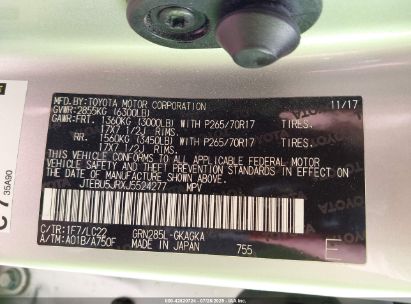 MFD.BY:TOYOTA MOTOR CORPORATION 11/17
GVWR:2855KG (6300LB)
GAWR:FRT. 1360KG (3000LB) WITH P265/70R17 TIRES,
17X7 1/2J RIMS.
RR. 1560KG (3450LB) WITH P265/70R17 TIRES,
17X7 1/2J RIMS.
THIS VEHICLE CONFORMS TO ALL APPLICABLE FEDERAL MOTOR
VEHICLE SAFETY AND THEFT PREVENTION STANDARDS IN EFFECT ON
THE DATE OF MANUFACTURE SHOWN ABOVE.
JTEBU5JRXJ5524277 MPV
C/TR:1F7/LC22 GRN285L-GKAGKA
A/TM:A01B/A750F MADE IN JAPAN 755 E
35A90